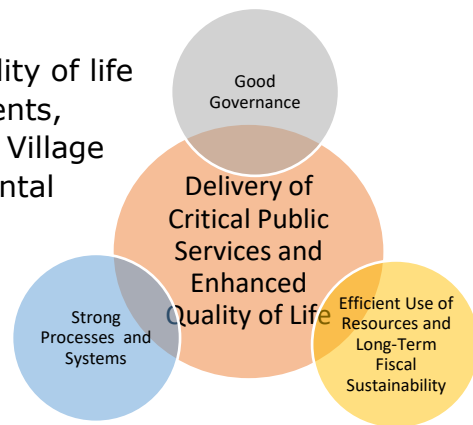 lity of life
ents,
Village
ntal
Good
Governance
Delivery of
Critical Public
Services and
Enhanced
Quality of Life
Strong
Processes and
Systems
Efficient Use of
Resources and
Long-Term
Fiscal
Sustainability